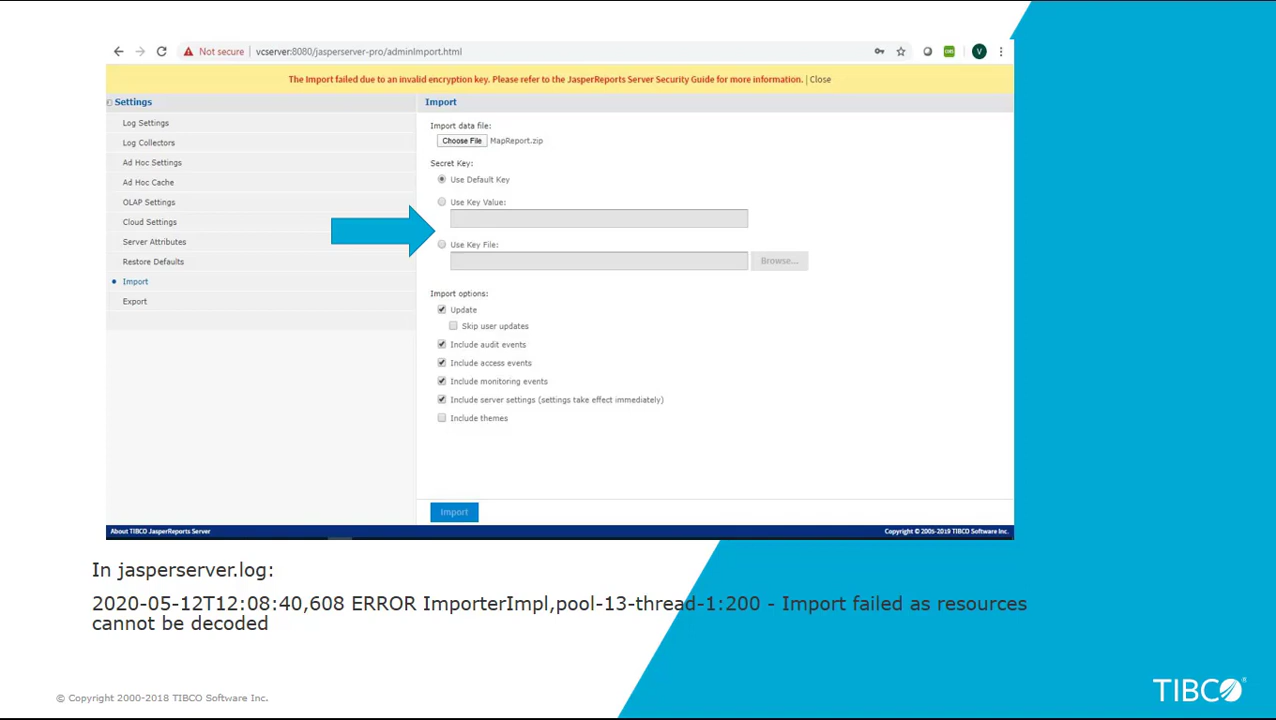 Not secure | vcserver:8080/jasperserver-pro/adminImport.html
V
The Import failed due to an invalid encryption key. Please refer to the JasperReports Server Security Guide for more information. | Close
Settings
Log Settings
Log Collectors
Ad Hoc Settings
Ad Hoc Cache
OLAP Settings
Cloud Settings
Server Attributes
Restore Defaults
Import
Export
Import
Import data file:
Choose File MapReport.zip
Secret Key:
Use Default Key
Use Key Value:
Use Key File:
Browse...
Import options:
Update
Skip user updates
Include audit events
Include access events
Include monitoring events
Include server settings (settings take effect immediately)
Include themes
Import
About TIBCO JasperReports Server
Copyright © 2005-2019 TIBCO Software Inc.
In jasperserver.log:
2020-05-12T12:08:40,608 ERROR ImporterImpl,pool-13-thread-1:200 - Import failed as resources
cannot be decoded
© Copyright 2000-2018 TIBCO Software Inc.
TIBCO®